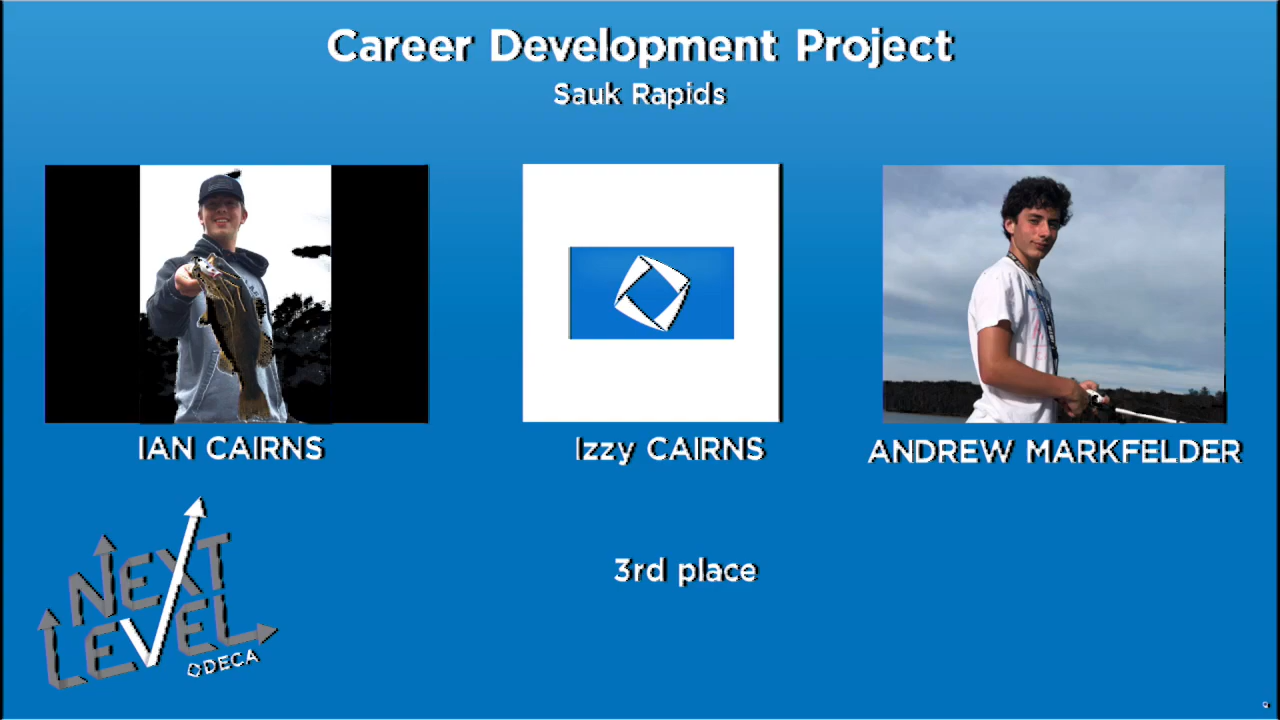 Career Development Project
Sauk Rapids
IAN CAIRNS
Izzy CAIRNS
ANDREW MARKFELDER
NEXT
LEVEL
DECA
3rd place